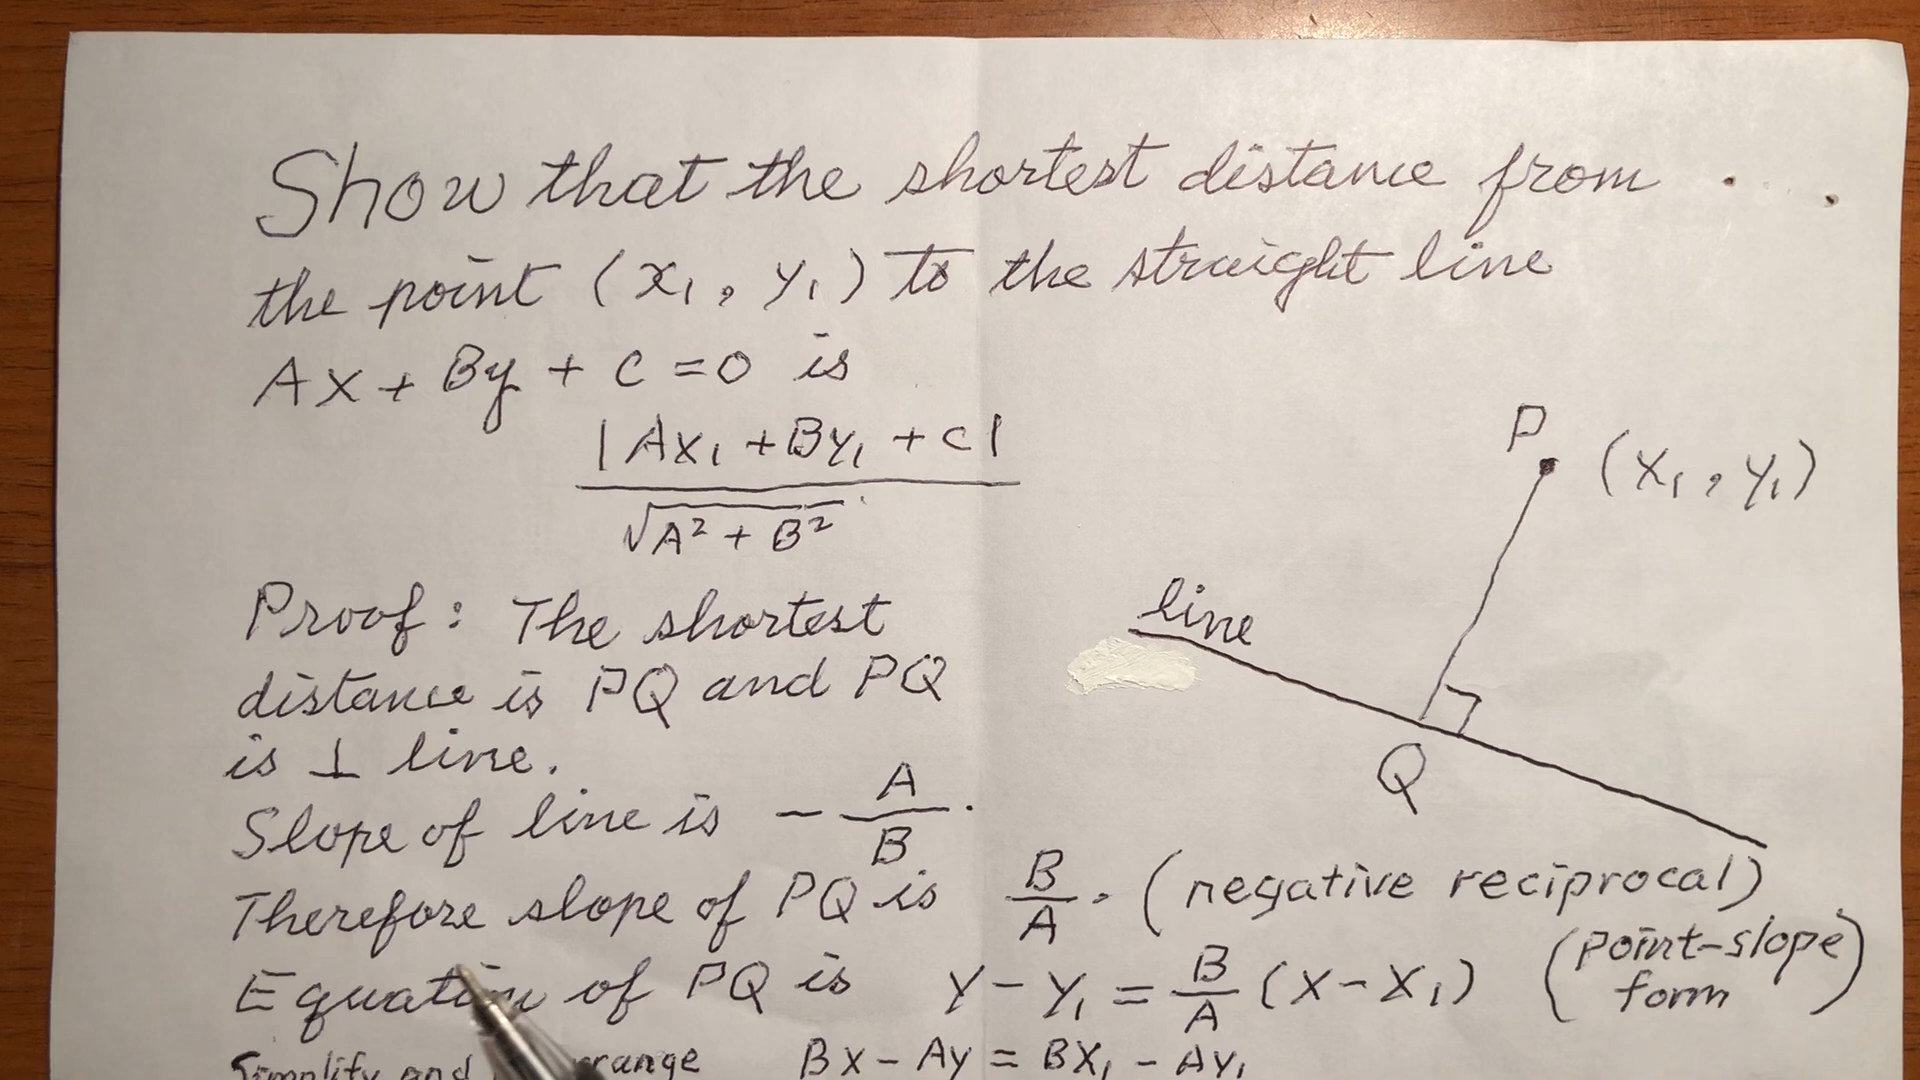 Show that the shortest distance from
the point (x₁, y₁) to the straight line
Ax + By + C = 0 is
|Ax₁ + By₁ + C|
√A² + B²
P (x₁, y₁)
line
Q
Proof: The shortest
distance is PQ and PQ
is ⊥ line.
Slope of line is - A/B.
Therefore slope of PQ is B/A. (negative reciprocal)
Equation of PQ is y - y₁ = B/A (x - x₁) (point-slope form)
Simplify and Bx - Ay = Bx₁ - Ay₁